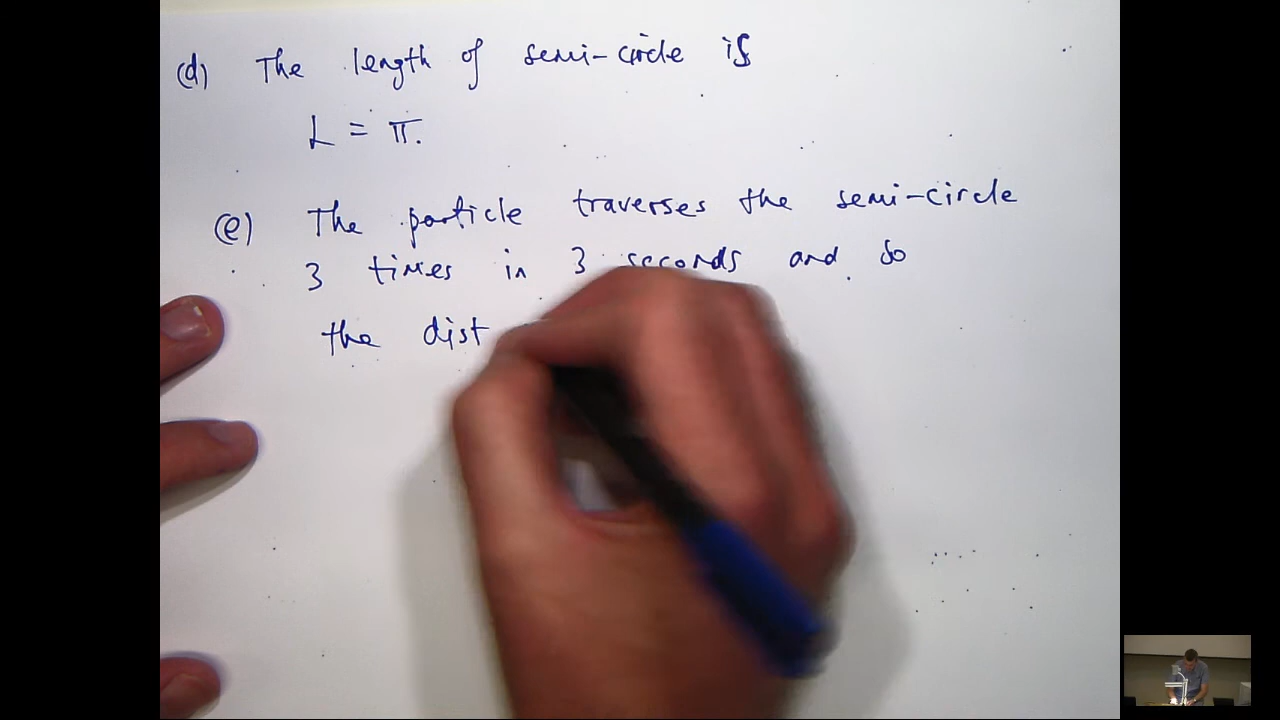 (d) The length of semi-circle is
L = π.
(e) The particle traverses the semi-circle
3 times in 3 seconds and so
the dist